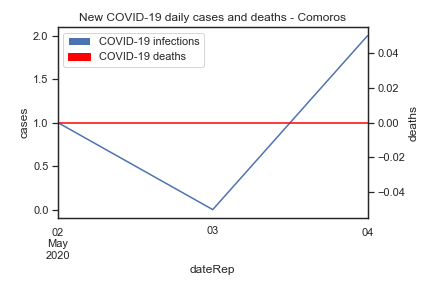 New COVID-19 daily cases and deaths - Comoros
COVID-19 infections
COVID-19 deaths
2.0
1.5
1.0
0.5
0.0
cases
0.04
0.02
0.00
−0.02
−0.04
deaths
02
May
2020
03
04
dateRep